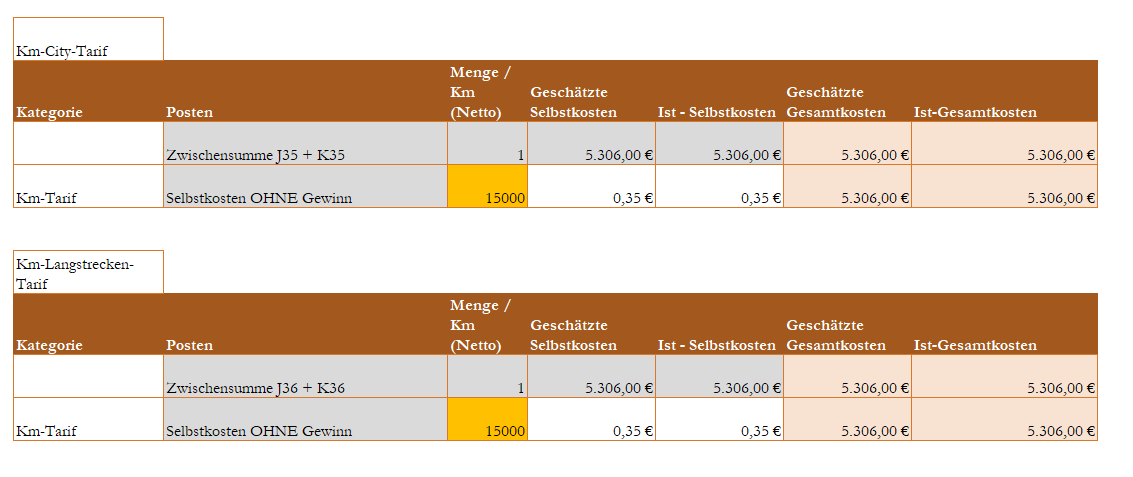 Km-City-Tarif
Kategorie Posten Menge / Km (Netto) Geschätzte Selbstkosten Ist - Selbstkosten Geschätzte Gesamtkosten Ist-Gesamtkosten
Zwischensumme J35 + K35 1 5.306,00 € 5.306,00 € 5.306,00 € 5.306,00 €
Km-Tarif Selbstkosten OHNE Gewinn 15000 0,35 € 0,35 € 5.306,00 € 5.306,00 €
Km-Langstrecken-
Tarif
Kategorie Posten Menge / Km (Netto) Geschätzte Selbstkosten Ist - Selbstkosten Geschätzte Gesamtkosten Ist-Gesamtkosten
Zwischensumme J36 + K36 1 5.306,00 € 5.306,00 € 5.306,00 € 5.306,00 €
Km-Tarif Selbstkosten OHNE Gewinn 15000 0,35 € 0,35 € 5.306,00 € 5.306,00 €